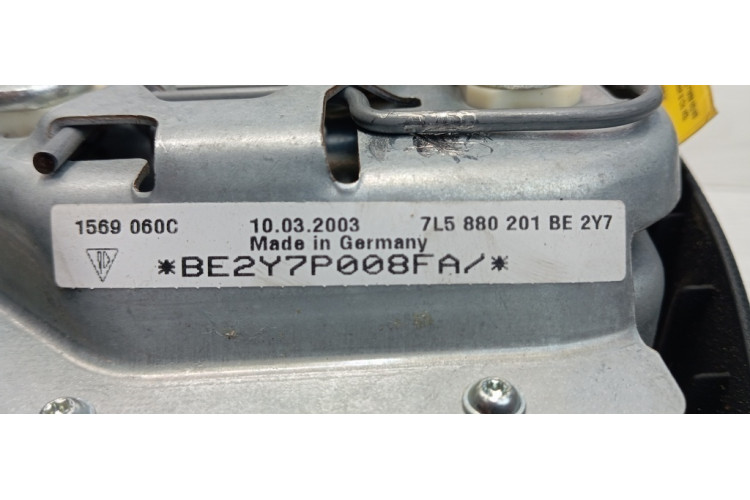 1569 060C 10.03.2003 7L5 880 201 BE 2Y7
Made in Germany
*BE2Y7P008FA/*